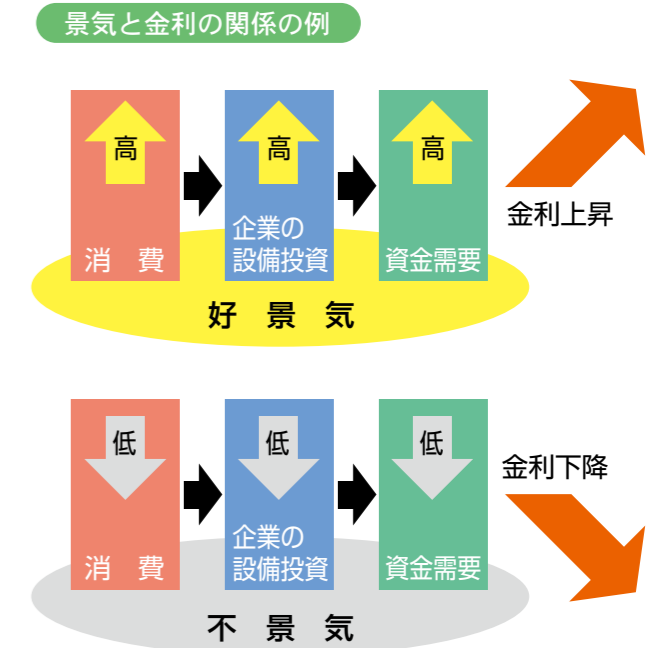 景気と金利の関係の例
高
高
高
消 費
企業の
設備投資
資金需要
金利上昇
好 景 気
低
低
低
消 費
企業の
設備投資
資金需要
金利下降
不 景 気